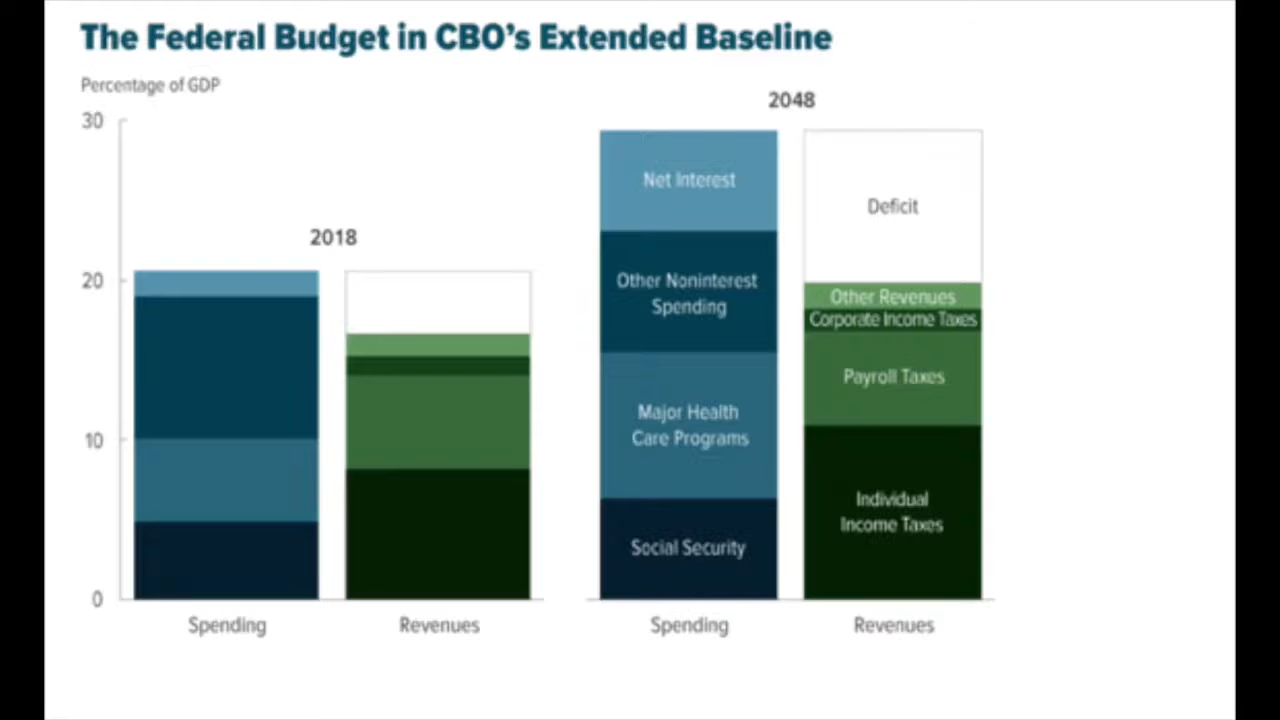 The Federal Budget in CBO's Extended Baseline
Percentage of GDP
30
20
10
0
2018
Spending
Revenues
2048
Net Interest
Other Noninterest
Spending
Major Health
Care Programs
Social Security
Deficit
Other Revenues
Corporate Income Taxes
Payroll Taxes
Individual
Income Taxes
Spending
Revenues